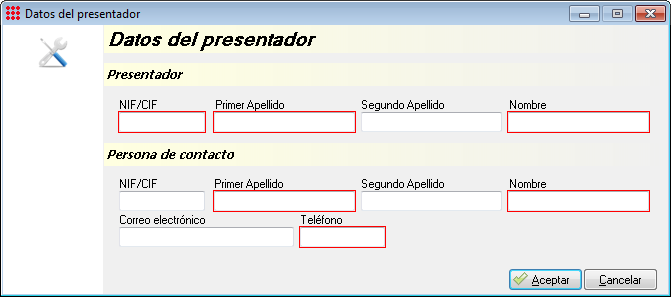 Datos del presentador
Datos del presentador
Presentador
NIF/CIF Primer Apellido Segundo Apellido Nombre
Persona de contacto
NIF/CIF Primer Apellido Segundo Apellido Nombre
Correo electrónico Teléfono
Aceptar Cancelar